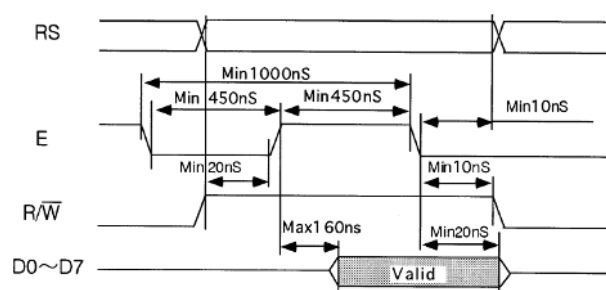 RS
Min1000nS
Min 450nS
Min450nS
Min10nS
E
Min20nS
Min10nS
R/W̅
Max160ns
Min20nS
D0～D7
Valid